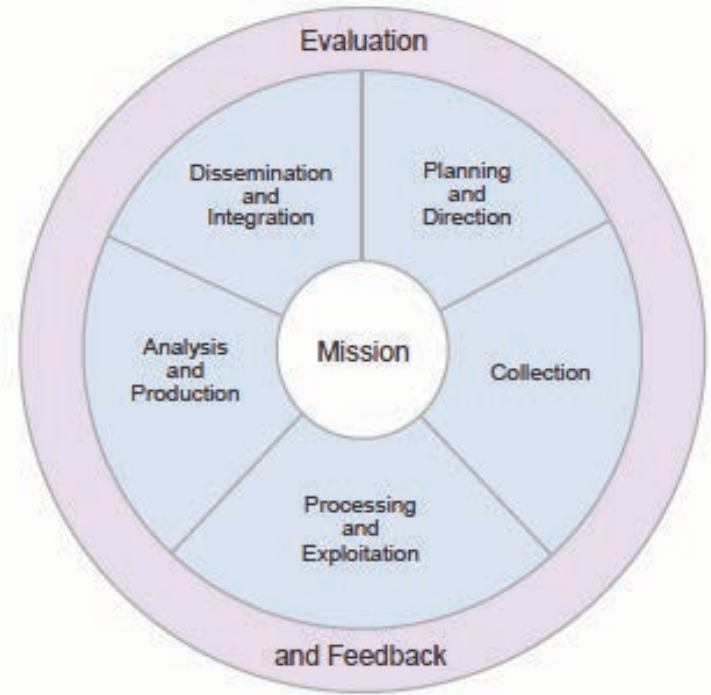 Evaluation
Dissemination
and
Integration
Planning
and
Direction
Analysis
and
Production
Mission
Collection
Processing
and
Exploitation
and Feedback